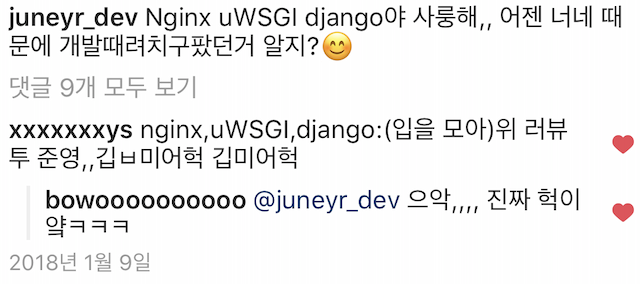 juneyr_dev Nginx uWSGI django야 사룽해,, 어젠 너네 때
문에 개발때려치구팠던거 알지?😊
댓글 9개 모두 보기
xxxxxxxys nginx,uWSGI,django:(입을 모아)위 러뷰
투 준영,,깁ㅂ미어헉 깁미어헉
bowoooooooooo @juneyr_dev 으악,,,, 진짜 헉이
얔ㅋㅋㅋ
2018년 1월 9일